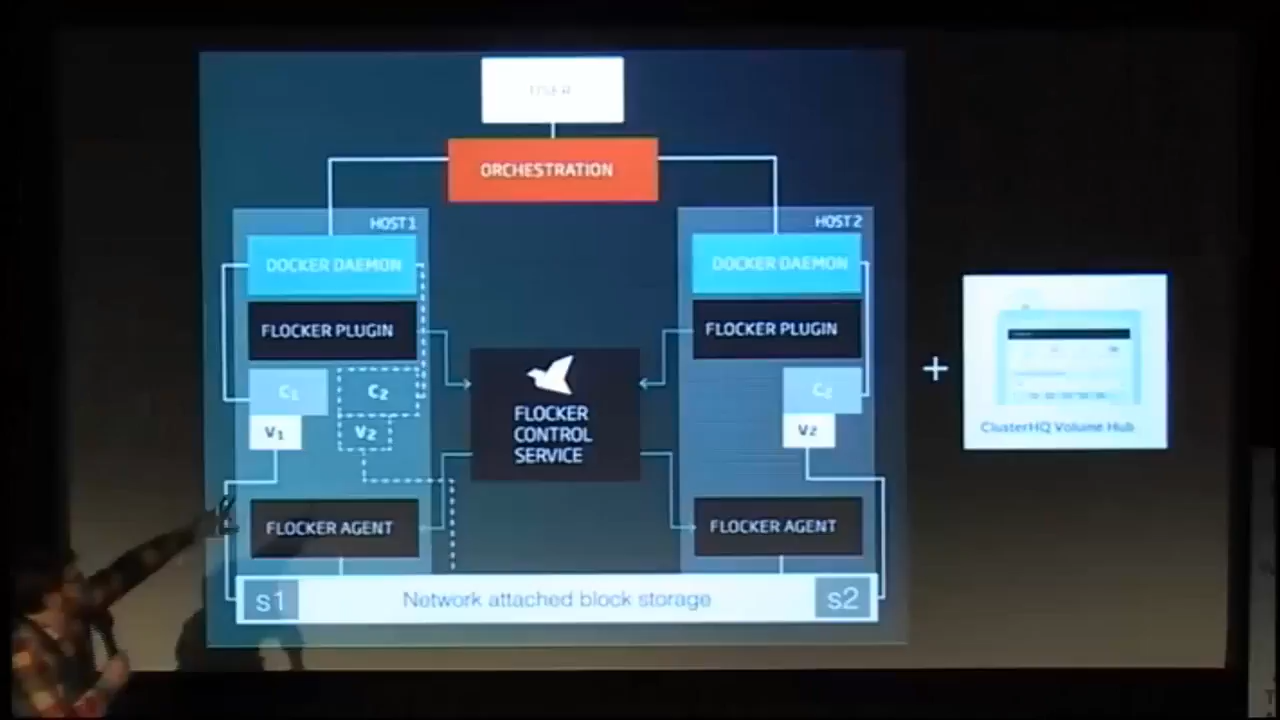 USER
ORCHESTRATION
HOST 1
HOST 2
DOCKER DAEMON
DOCKER DAEMON
FLOCKER PLUGIN
FLOCKER PLUGIN
C1
C2
C2
V1
V2
V2
FLOCKER
CONTROL
SERVICE
+
ClusterHQ Volume Hub
FLOCKER AGENT
FLOCKER AGENT
s1
Network attached block storage
s2